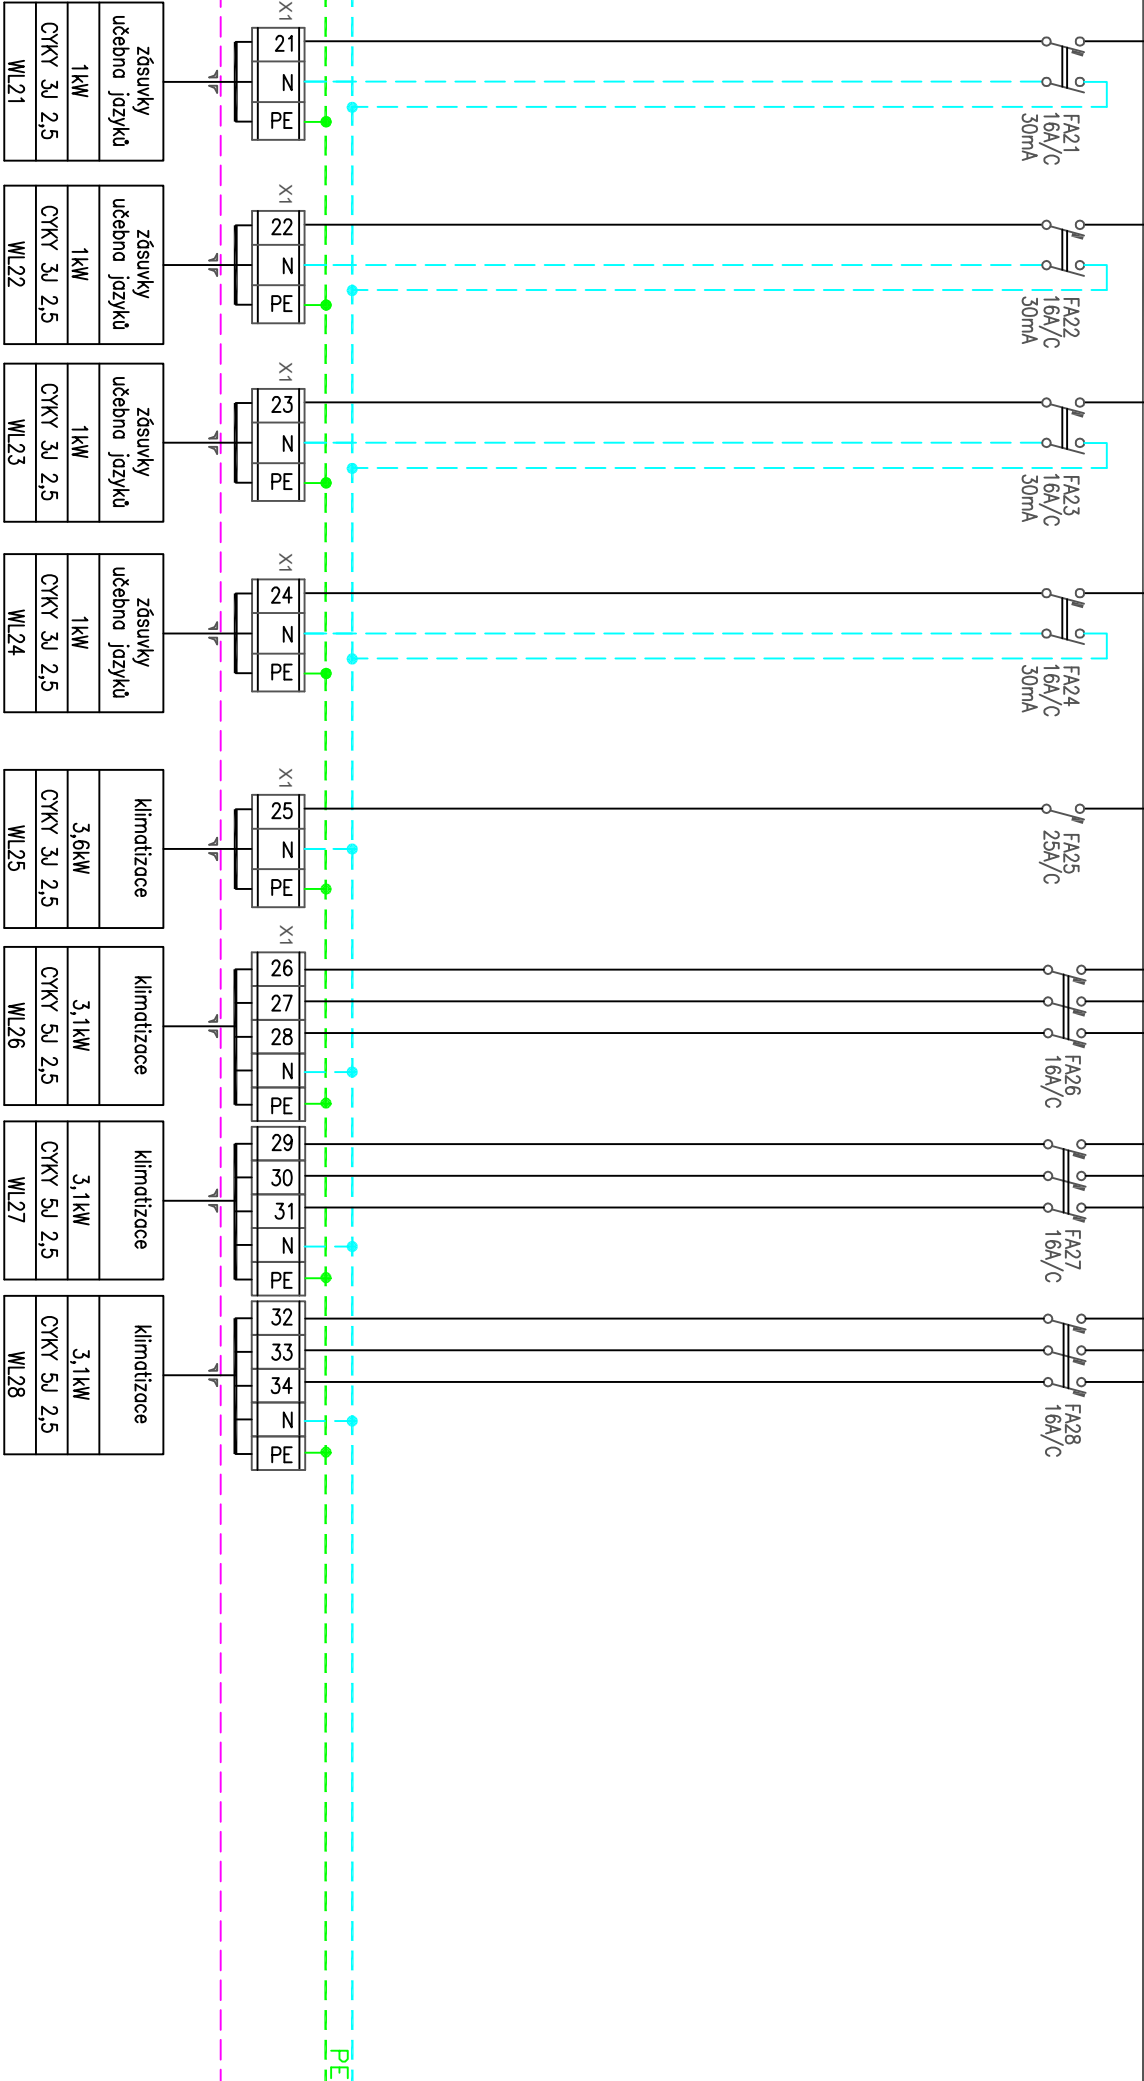 FA21
16A/C
30mA
FA22
16A/C
30mA
FA23
16A/C
30mA
FA24
16A/C
30mA
FA25
25A/C
FA26
16A/C
FA27
16A/C
FA28
16A/C
PE
X1
21
N
PE
X1
22
N
PE
X1
23
N
PE
X1
24
N
PE
X1
25
N
PE
X1
26
27
28
N
PE
29
30
31
N
PE
32
33
34
N
PE
zásuvky
učebna jazyků
1kW
CYKY 3J 2,5
WL21
zásuvky
učebna jazyků
1kW
CYKY 3J 2,5
WL22
zásuvky
učebna jazyků
1kW
CYKY 3J 2,5
WL23
zásuvky
učebna jazyků
1kW
CYKY 3J 2,5
WL24
klimatizace
3,6kW
CYKY 3J 2,5
WL25
klimatizace
3,1kW
CYKY 5J 2,5
WL26
klimatizace
3,1kW
CYKY 5J 2,5
WL27
klimatizace
3,1kW
CYKY 5J 2,5
WL28